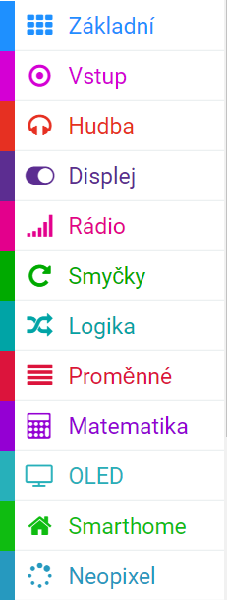 Základní
Vstup
Hudba
Displej
Rádio
Smyčky
Logika
Proměnné
Matematika
OLED
Smarthome
Neopixel